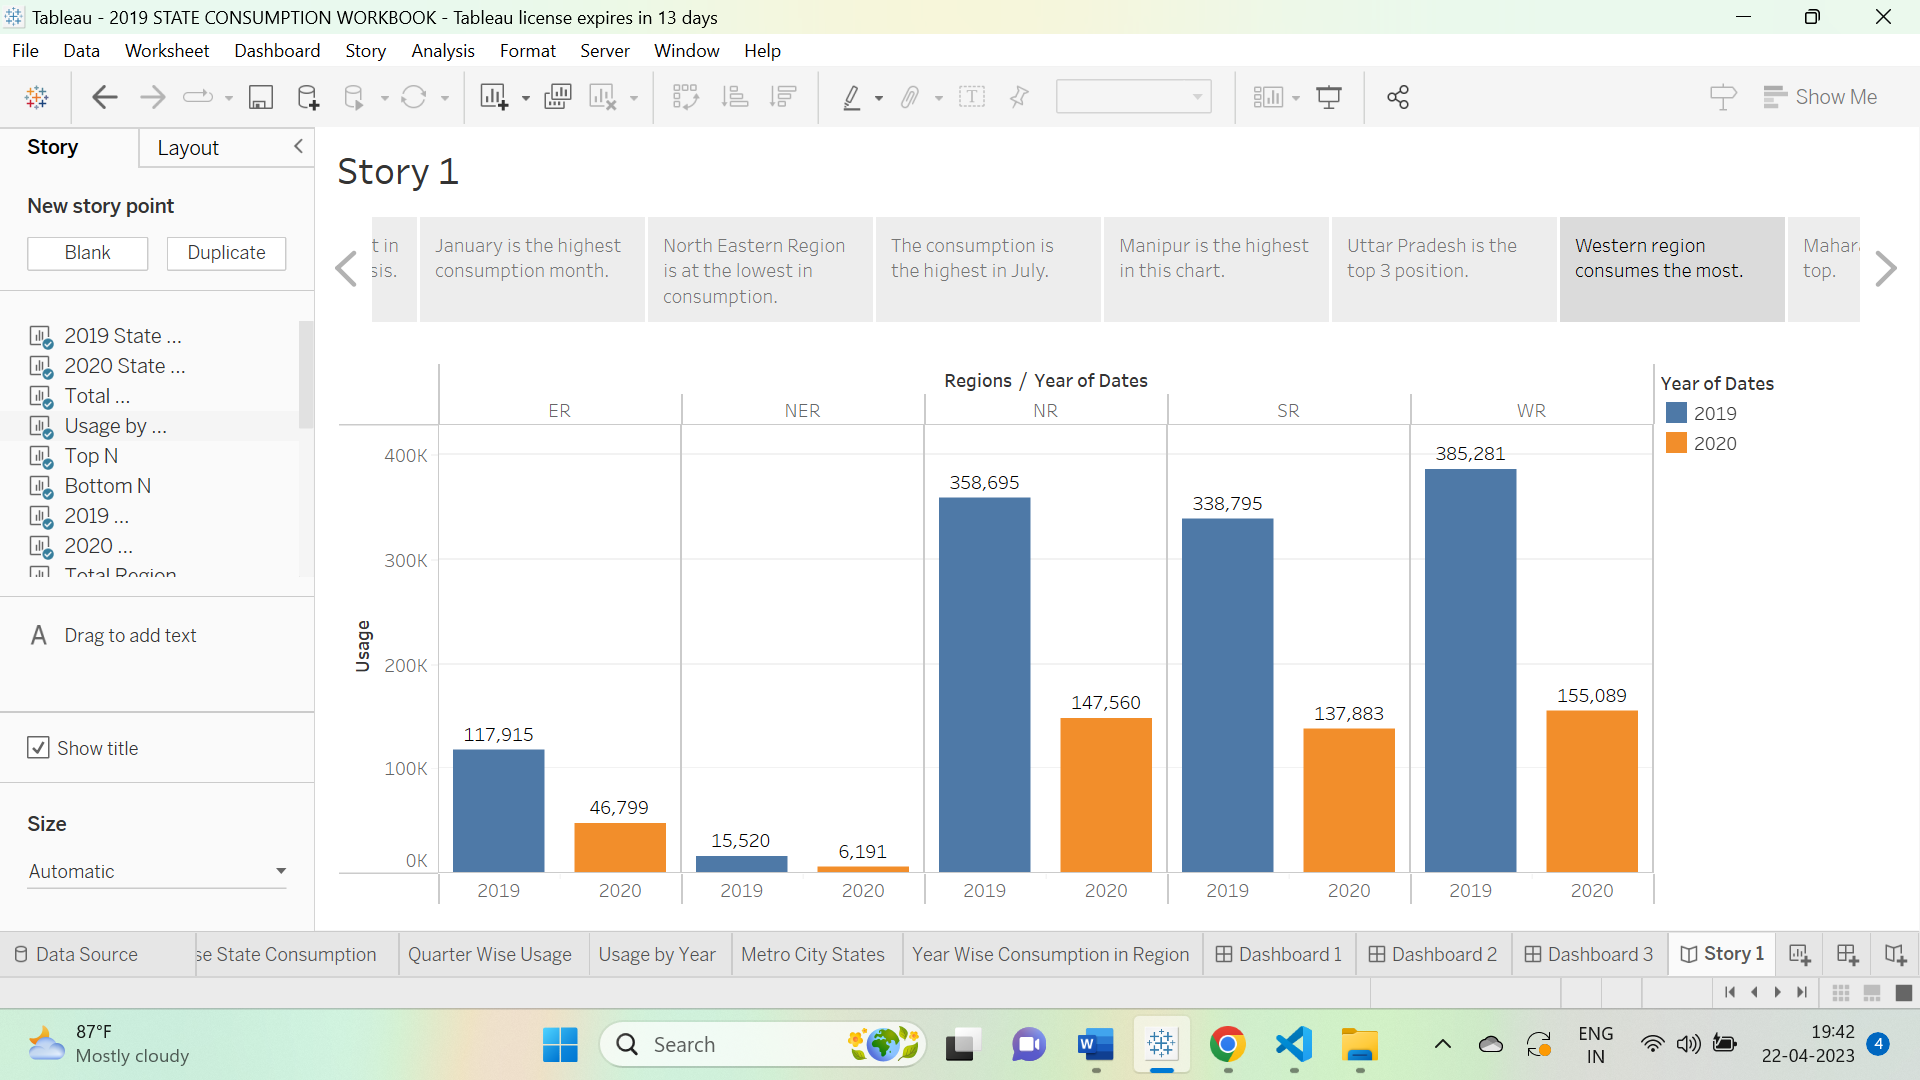 Tableau - 2019 STATE CONSUMPTION WORKBOOK - Tableau license expires in 13 days
File Data Worksheet Dashboard Story Analysis Format Server Window Help
Show Me
Story
Layout
New story point
Blank
Duplicate
2019 State ...
2020 State ...
Total ...
Usage by ...
Top N
Bottom N
2019 ...
2020 ...
Total Region
A Drag to add text
Show title
Size
Automatic
Story 1
t in
sis.
January is the highest
consumption month.
North Eastern Region
is at the lowest in
consumption.
The consumption is
the highest in July.
Manipur is the highest
in this chart.
Uttar Pradesh is the
top 3 position.
Western region
consumes the most.
Mahar
top.
Regions / Year of Dates
ER NER NR SR WR
Usage
400K
300K
200K
100K
0K
117,915
46,799
15,520
6,191
358,695
147,560
338,795
137,883
385,281
155,089
2019 2020 2019 2020 2019 2020 2019 2020 2019 2020
Year of Dates
2019
2020
Data Source se State Consumption Quarter Wise Usage Usage by Year Metro City States Year Wise Consumption in Region Dashboard 1 Dashboard 2 Dashboard 3 Story 1
87°F
Mostly cloudy
Search
W
ENG
IN
19:42
22-04-2023
4